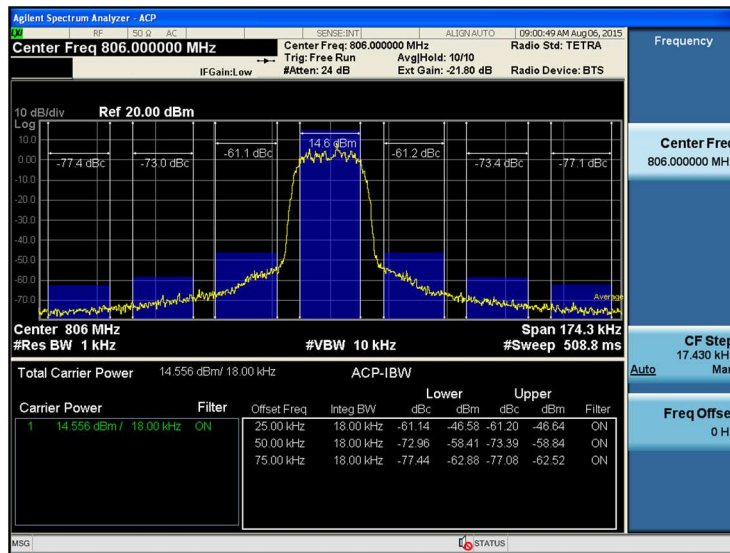 Agilent Spectrum Analyzer - ACP
LXI RF 50 Ω AC SENSE:INT ALIGN AUTO 09:00:49 AM Aug 06, 2015
Center Freq 806.000000 MHz
Center Freq: 806.000000 MHz
Radio Std: TETRA
Trig: Free Run
Avg|Hold: 10/10
IFGain:Low
#Atten: 24 dB
Ext Gain: -21.80 dB
Radio Device: BTS
10 dB/div
Ref 20.00 dBm
Log
10.0
0.00
-10.0
-20.0
-30.0
-40.0
-50.0
-60.0
-70.0
-77.4 dBc
-73.0 dBc
-61.1 dBc
14.6 dBm
-61.2 dBc
-73.4 dBc
-77.1 dBc
Average
Center 806 MHz
Span 174.3 kHz
#Res BW 1 kHz
#VBW 10 kHz
#Sweep 508.8 ms
Total Carrier Power 14.556 dBm/ 18.00 kHz ACP-IBW
Lower Upper
Carrier Power Filter
Offset Freq Integ BW dBc dBm dBc dBm Filter
1 14.556 dBm / 18.00 kHz ON
25.00 kHz 18.00 kHz -61.14 -46.58 -61.20 -46.64 ON
50.00 kHz 18.00 kHz -72.96 -58.41 -73.39 -58.84 ON
75.00 kHz 18.00 kHz -77.44 -62.88 -77.08 -62.52 ON
MSG
STATUS
Frequency
Center Freq
806.000000 MH
CF Step
17.430 kH
Auto Man
Freq Offset
0 H